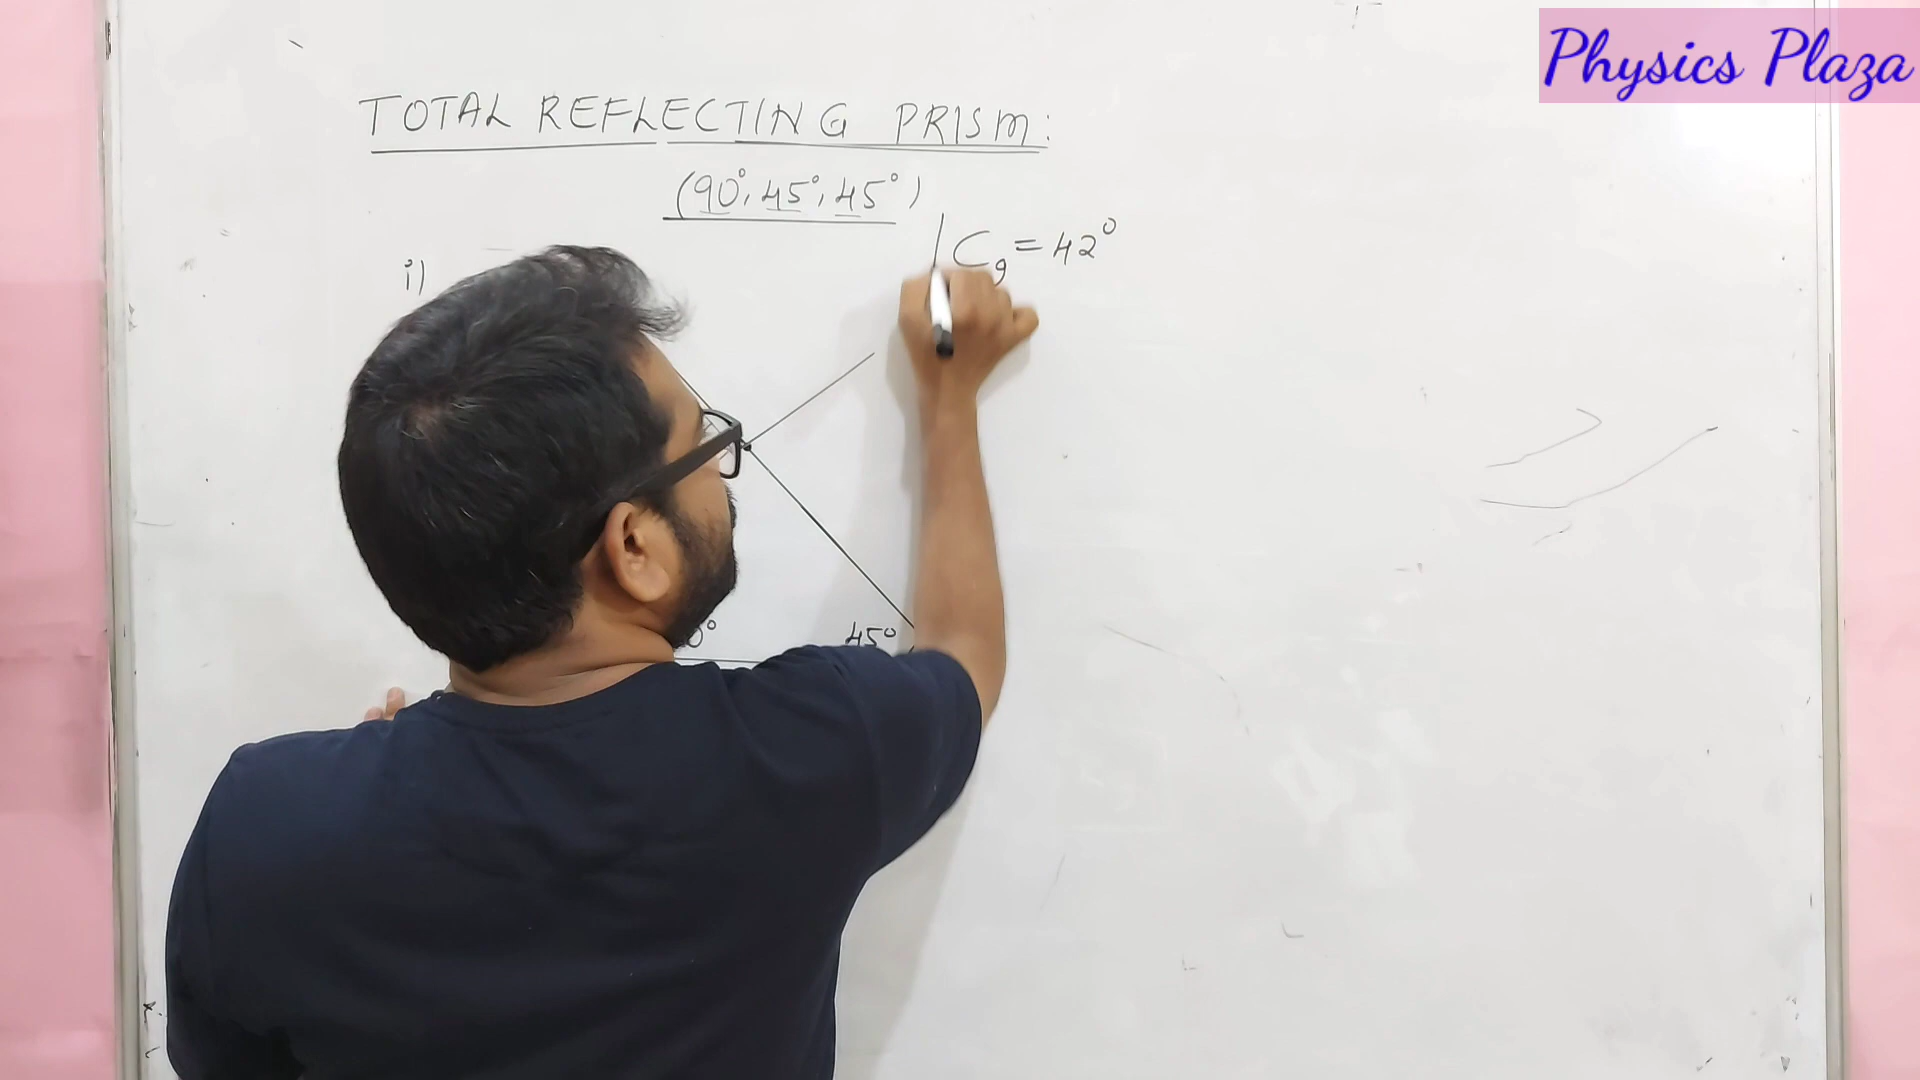 Physics Plaza
TOTAL REFLECTING PRISM:
(90°, 45°, 45°)
C_g = 42°
i)
45°